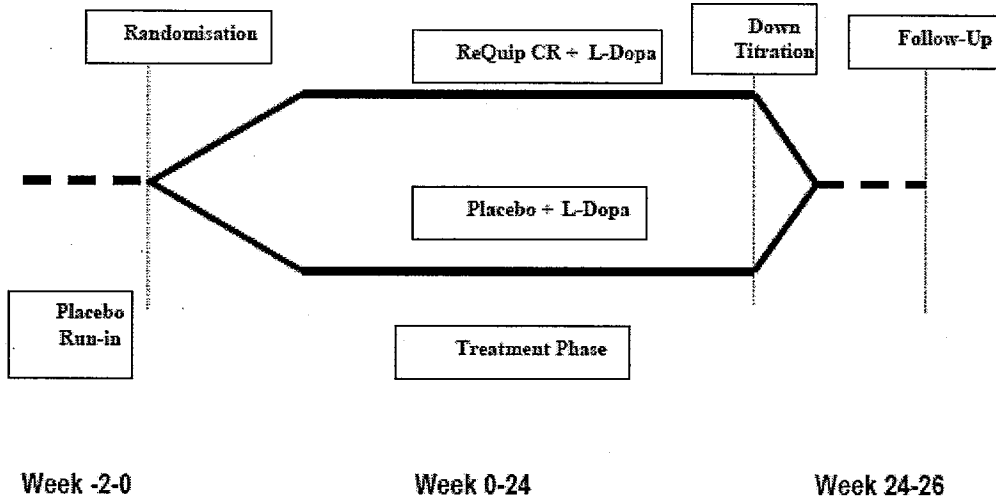 Randomisation
ReQuip CR + L-Dopa
Down
Titration
Follow-Up
Placebo + L-Dopa
Placebo
Run-in
Treatment Phase
Week -2-0
Week 0-24
Week 24-26